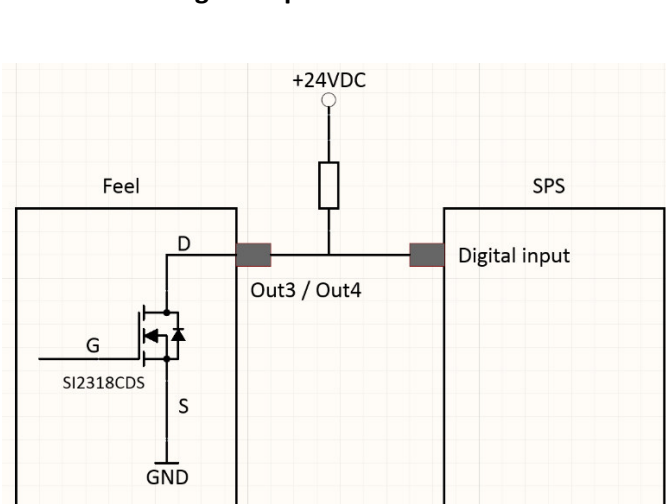 +24VDC
Feel
SPS
D
Digital input
Out3 / Out4
G
SI2318CDS
S
GND